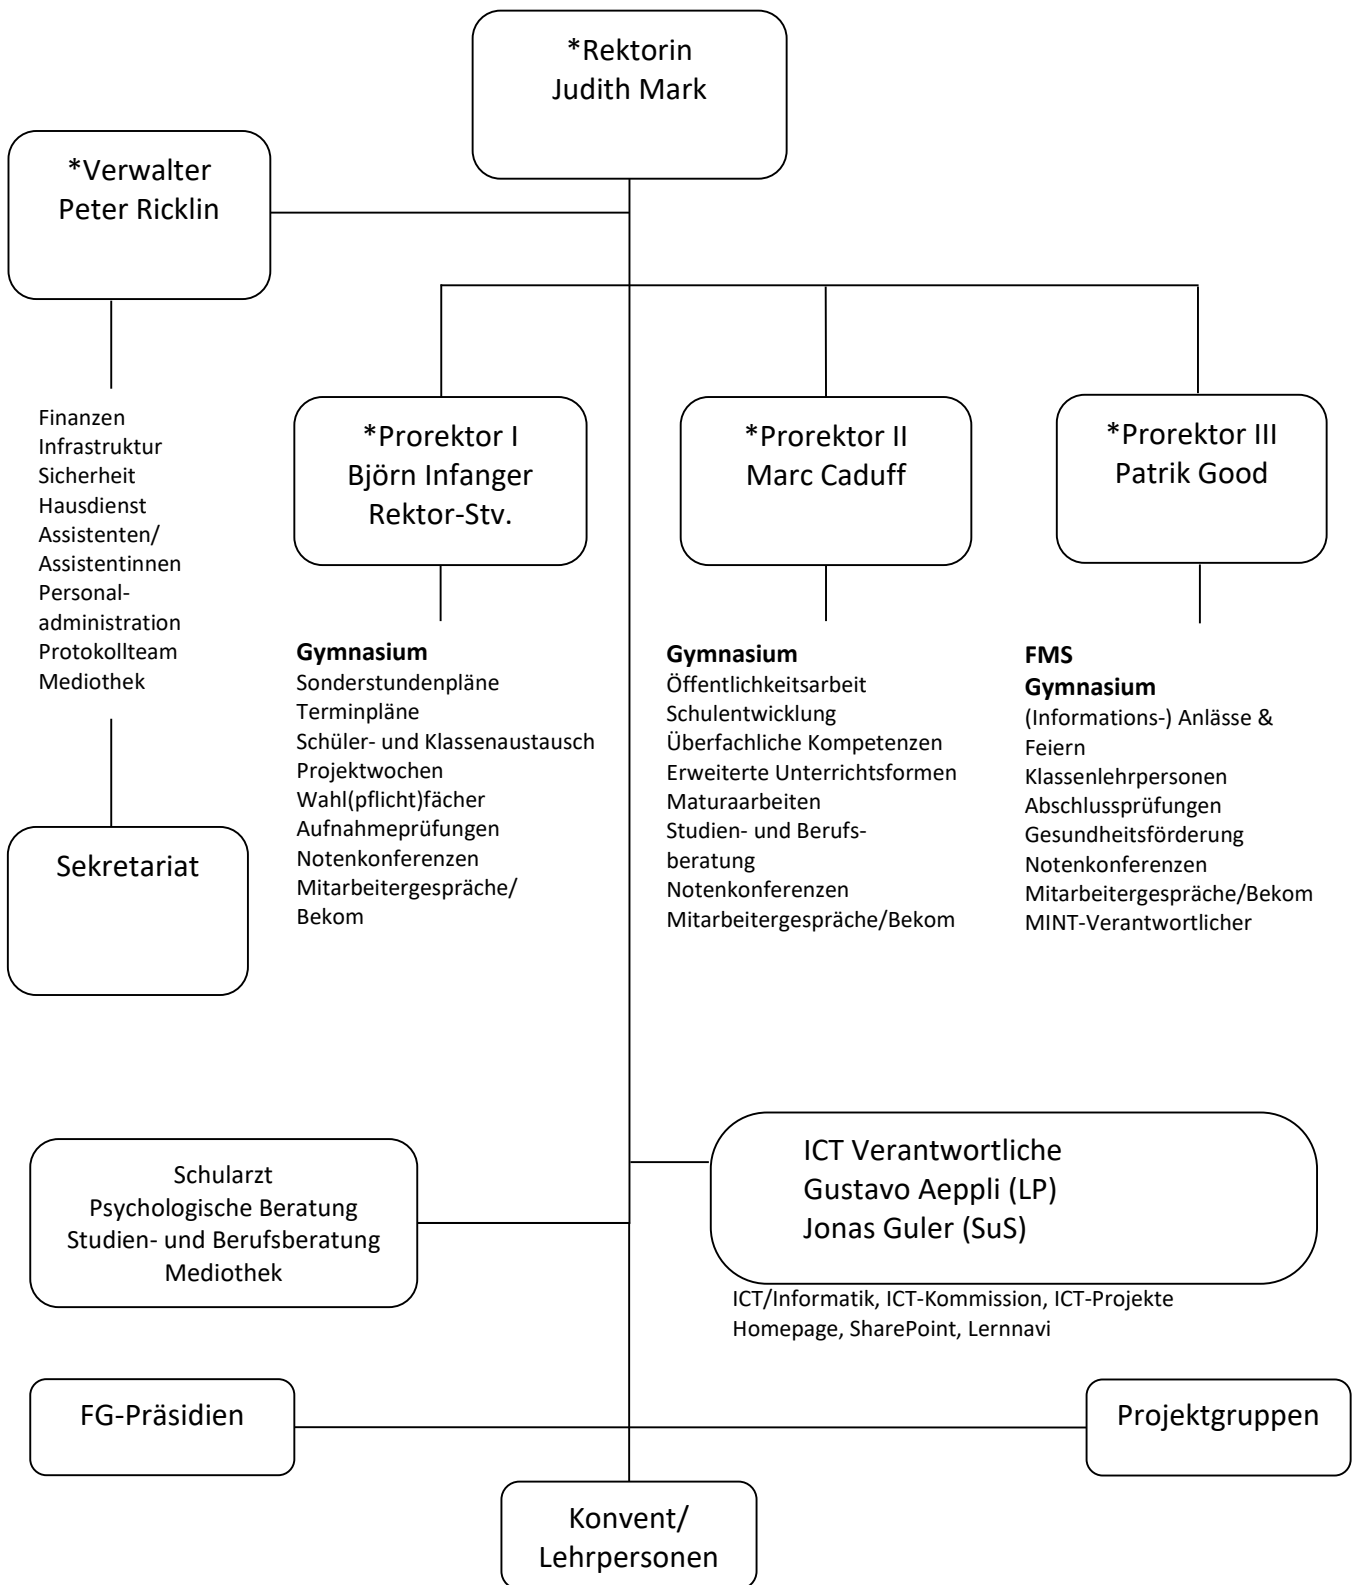 *Rektorin
Judith Mark
*Verwalter
Peter Ricklin
Finanzen
Infrastruktur
Sicherheit
Hausdienst
Assistenten/
Assistentinnen
Personal-
administration
Protokollteam
Mediothek
Sekretariat
*Prorektor I
Björn Infanger
Rektor-Stv.
Gymnasium
Sonderstundenpläne
Terminpläne
Schüler- und Klassenaustausch
Projektwochen
Wahl(pflicht)fächer
Aufnahmeprüfungen
Notenkonferenzen
Mitarbeitergespräche/
Bekom
*Prorektor II
Marc Caduff
Gymnasium
Öffentlichkeitsarbeit
Schulentwicklung
Überfachliche Kompetenzen
Erweiterte Unterrichtsformen
Maturaarbeiten
Studien- und Berufs-
beratung
Notenkonferenzen
Mitarbeitergespräche/Bekom
*Prorektor III
Patrik Good
FMS
Gymnasium
(Informations-) Anlässe &
Feiern
Klassenlehrpersonen
Abschlussprüfungen
Gesundheitsförderung
Notenkonferenzen
Mitarbeitergespräche/Bekom
MINT-Verantwortlicher
Schularzt
Psychologische Beratung
Studien- und Berufsberatung
Mediothek
ICT Verantwortliche
Gustavo Aeppli (LP)
Jonas Guler (SuS)
ICT/Informatik, ICT-Kommission, ICT-Projekte
Homepage, SharePoint, Lernnavi
FG-Präsidien
Projektgruppen
Konvent/
Lehrpersonen